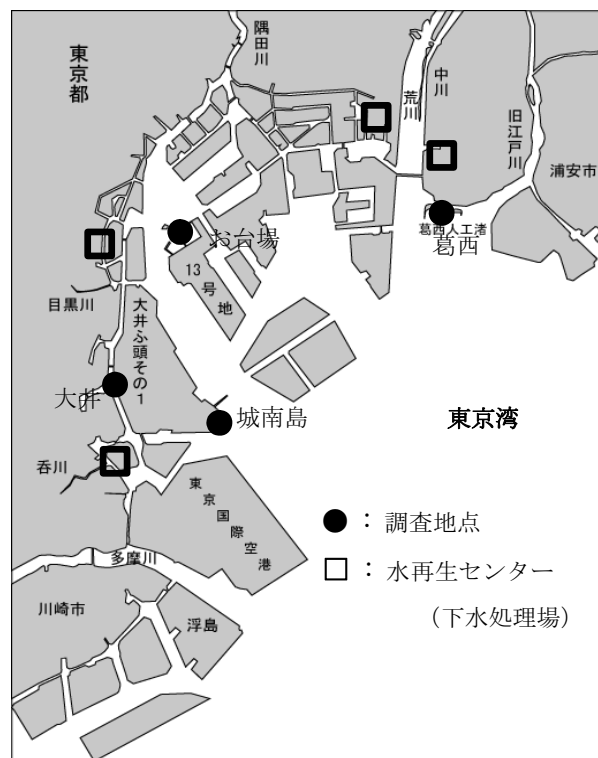 隅田川
東京都
荒川
中川
旧江戸川
浦安市
お台場
葛西人工渚
葛西
13号地
目黒川
大井ふ頭その1
大井
城南島
東京湾
呑川
東京国際空港
●：調査地点
多摩川
□：水再生センター
（下水処理場）
川崎市
浮島